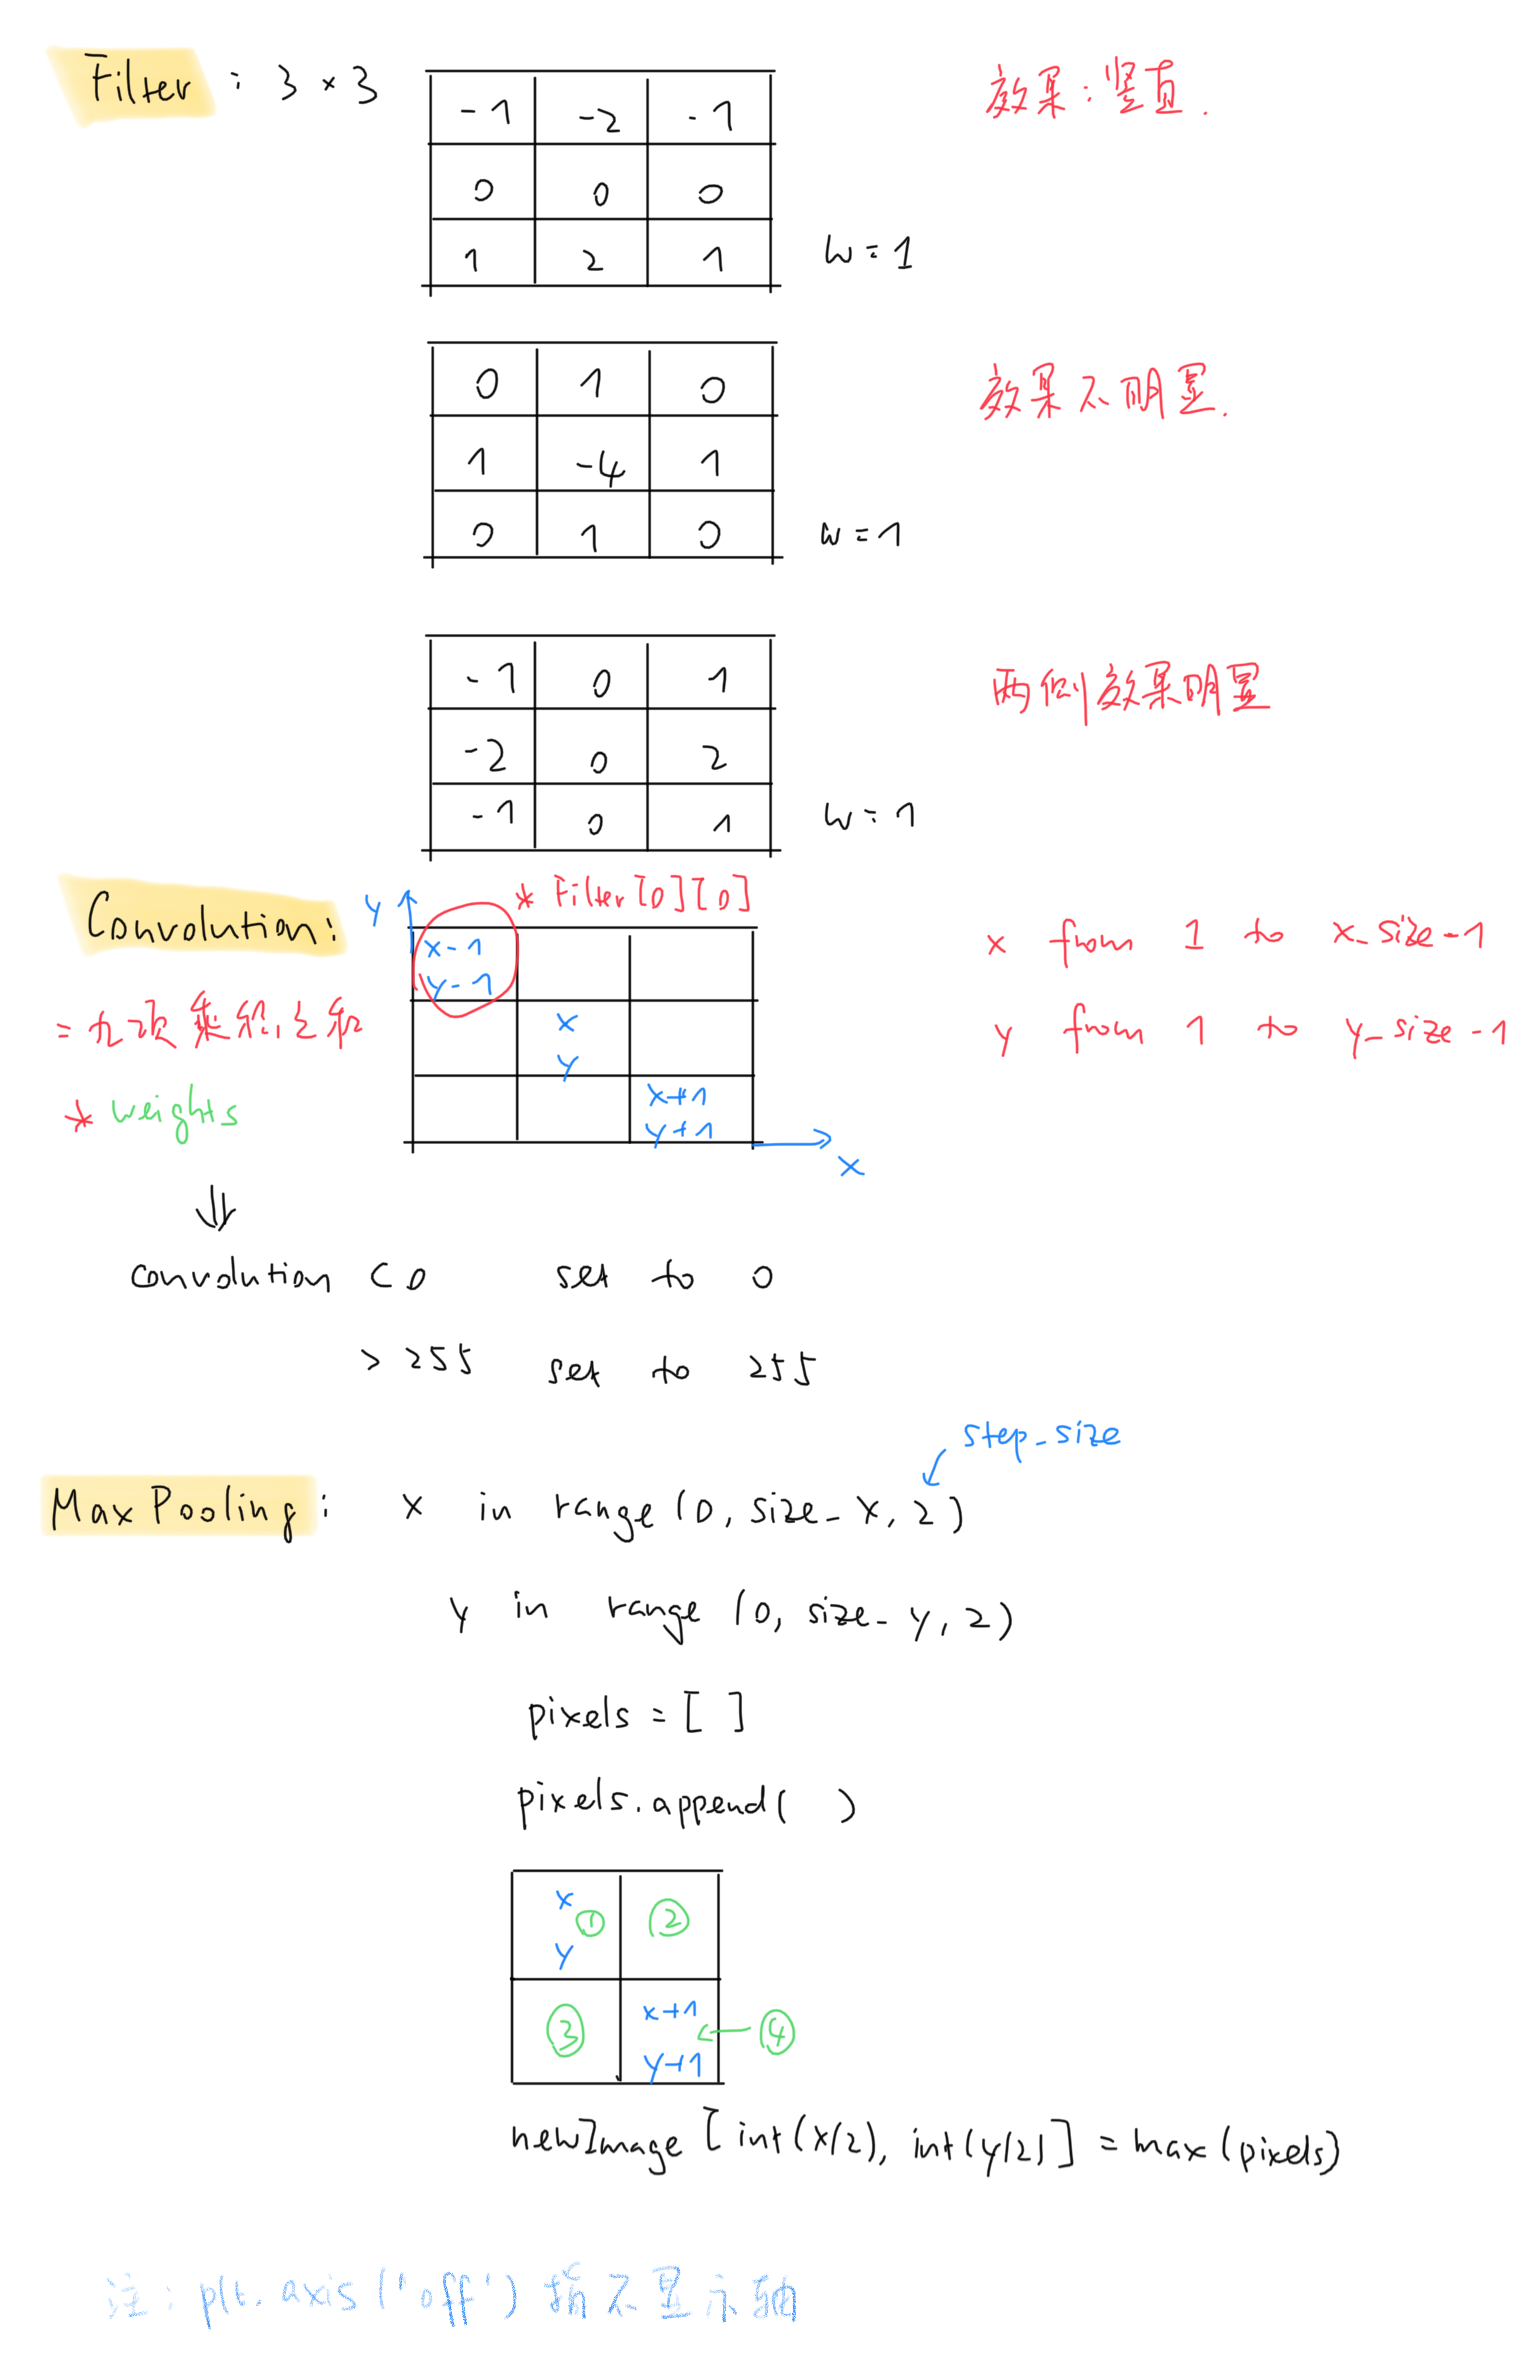 Filter : 3 × 3
-1 -2 -1
0 0 0
1 2 1
w = 1
效果：竖直.
0 1 0
1 -4 1
0 1 0
w = 1
效果不明显.
-1 0 1
-2 0 2
-1 0 1
w = 1
两侧效果明显
Convolution:
= 九项乘积之和
* weights
y
* Filter [0][0]
x-1
y-1
x
y
x+1
y+1
x
x from 1 to x_size-1
y from 1 to y_size-1
⇓
convolution < 0 set to 0
> 255 set to 255
step_size
Max Pooling: x in range (0, size_x, 2)
y in range (0, size_y, 2)
pixels = [ ]
pixels.append( )
x ① ②
y
③ x+1 ← ④
y+1
newImage [int(x/2), int(y/2)] = max(pixels)
注：plt.axis('off') 指不显示轴